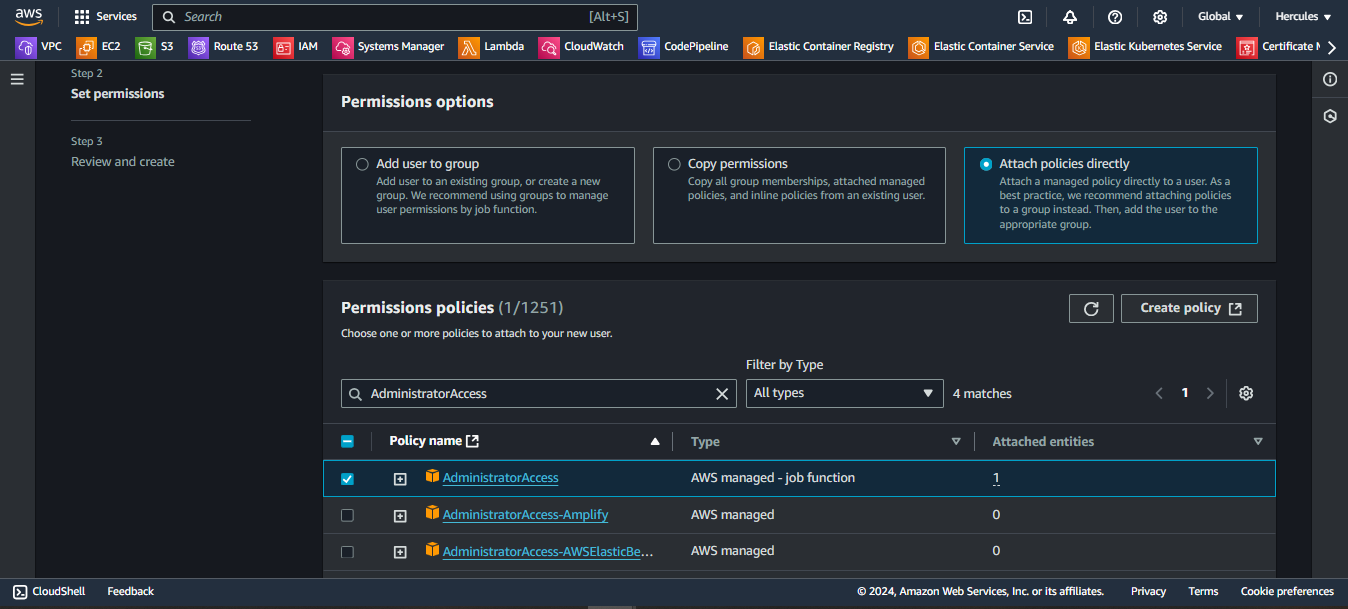 aws
Services
Search
[Alt+S]
Global
Hercules
VPC
EC2
S3
Route 53
IAM
Systems Manager
Lambda
CloudWatch
CodePipeline
Elastic Container Registry
Elastic Container Service
Elastic Kubernetes Service
Certificate
Step 2
Set permissions
Step 3
Review and create
Permissions options
Add user to group
Add user to an existing group, or create a new
group. We recommend using groups to manage
user permissions by job function.
Copy permissions
Copy all group memberships, attached managed
policies, and inline policies from an existing user.
Attach policies directly
Attach a managed policy directly to a user. As a
best practice, we recommend attaching policies
to a group instead. Then, add the user to the
appropriate group.
Permissions policies (1/1251)
Choose one or more policies to attach to your new user.
Create policy
Filter by Type
AdministratorAccess
All types
4 matches
1
Policy name
Type
Attached entities
AdministratorAccess
AWS managed - job function
1
AdministratorAccess-Amplify
AWS managed
0
AdministratorAccess-AWSElasticBe...
AWS managed
0
CloudShell
Feedback
© 2024, Amazon Web Services, Inc. or its affiliates.
Privacy
Terms
Cookie preferences